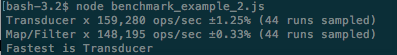 bash-3.2$ node benchmark_example_2.js
Transducer x 159,280 ops/sec ±1.25% (44 runs sampled)
Map/Filter x 148,195 ops/sec ±0.33% (44 runs sampled)
Fastest is Transducer